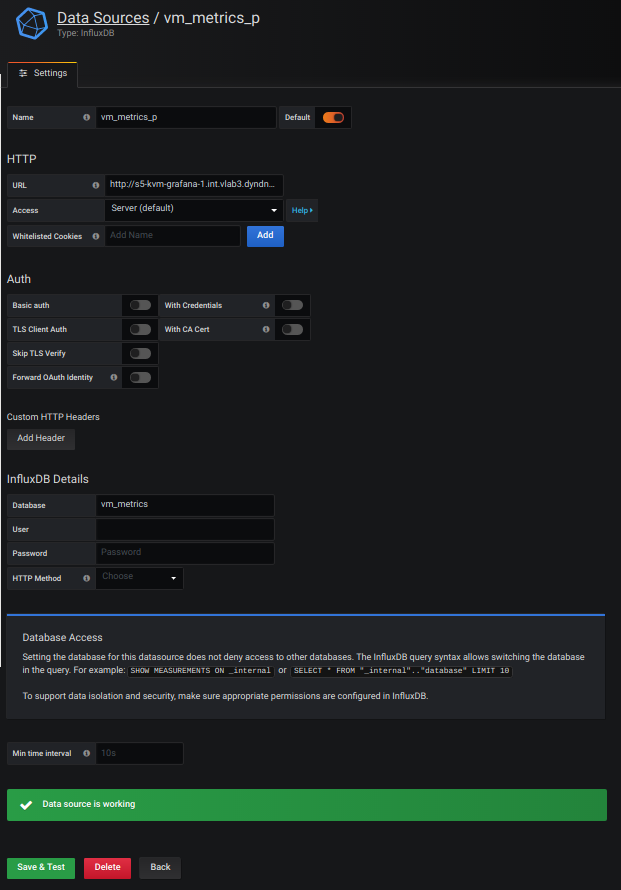 Data Sources / vm_metrics_p
Type: InfluxDB
Settings
Name vm_metrics_p Default
HTTP
URL http://s5-kvm-grafana-1.int.vlab3.dyndn...
Access Server (default) Help
Whitelisted Cookies Add Name Add
Auth
Basic auth With Credentials
TLS Client Auth With CA Cert
Skip TLS Verify
Forward OAuth Identity
Custom HTTP Headers
Add Header
InfluxDB Details
Database vm_metrics
User
Password Password
HTTP Method Choose
Database Access
Setting the database for this datasource does not deny access to other databases. The InfluxDB query syntax allows switching the database
in the query. For example: SHOW MEASUREMENTS ON _internal or SELECT * FROM "_internal".."database" LIMIT 10
To support data isolation and security, make sure appropriate permissions are configured in InfluxDB.
Min time interval 10s
Data source is working
Save & Test Delete Back